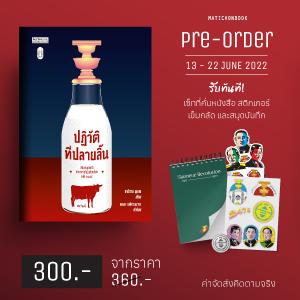 MATICHONBOOK
Pre-order
13 - 22 JUNE 2022
รับทันที!
เซ็ทที่คั่นหนังสือ สติกเกอร์
เข็มกลัด และสมุดบันทึก
ปฏิวัติ
ที่ปลายลิ้น
Siamese Revolution
2475
300.-
จากราคา
360.-
ค่าจัดส่งคิดตามจริง